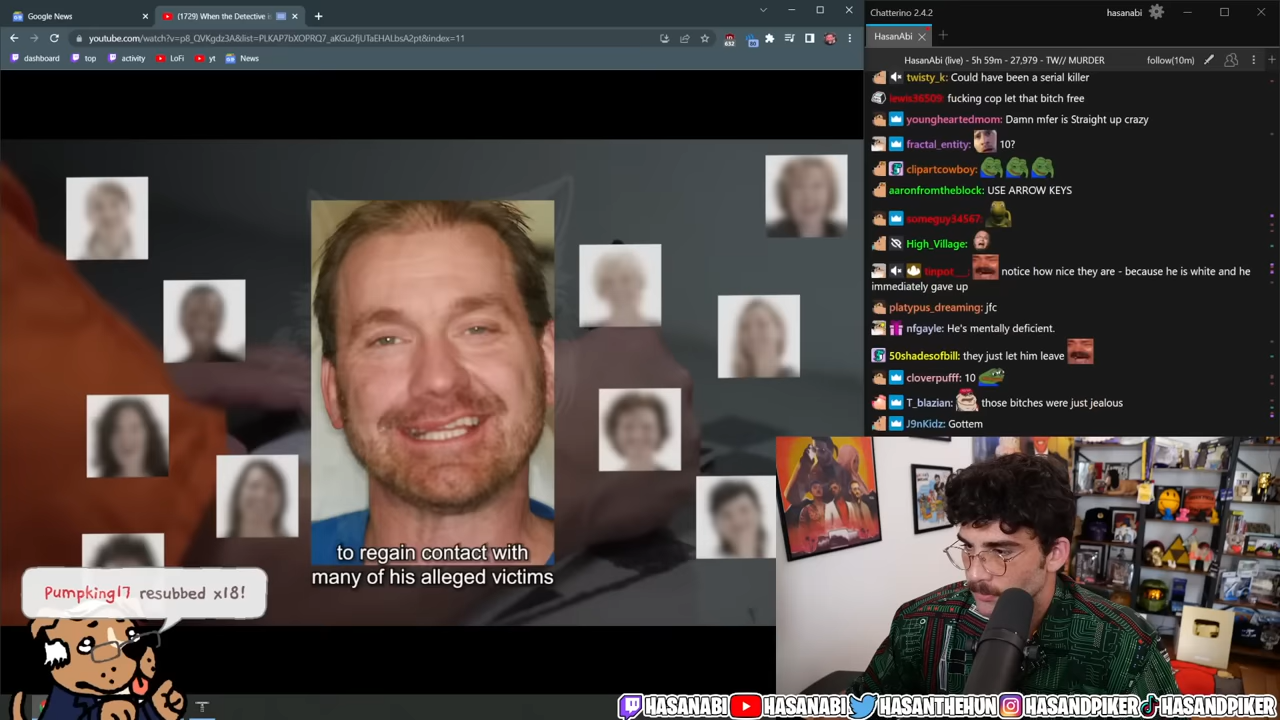 Google News
(1729) When the Detective i
youtube.com/watch?v=p8_QVKgdz3A&list=PLKAP7bXOPRQ7_aKGu2fjUTaEHALbsA2pt&index=11
632
80
dashboard
top
activity
LoFi
yt
News
to regain contact with
many of his alleged victims
Pumpking17 resubbed x18!
Chatterino 2.4.2
hasanabi
HasanAbi
HasanAbi (live) - 5h 59m - 27,979 - TW// MURDER
follow(10m)
twisty_k: Could have been a serial killer
lewis36509: fucking cop let that bitch free
youngheartedmom: Damn mfer is Straight up crazy
fractal_entity: 10?
clipartcowboy:
aaronfromtheblock: USE ARROW KEYS
someguy34567:
High_Village:
tinpot__: notice how nice they are - because he is white and he
immediately gave up
platypus_dreaming: jfc
nfgayle: He's mentally deficient.
50shadesofbill: they just let him leave
cloverpufff: 10
T_blazian: those bitches were just jealous
J9nKidz: Gottem
HASANABI HASANABI HASANTHEHUN HASANDPIKER HASANDPIKER